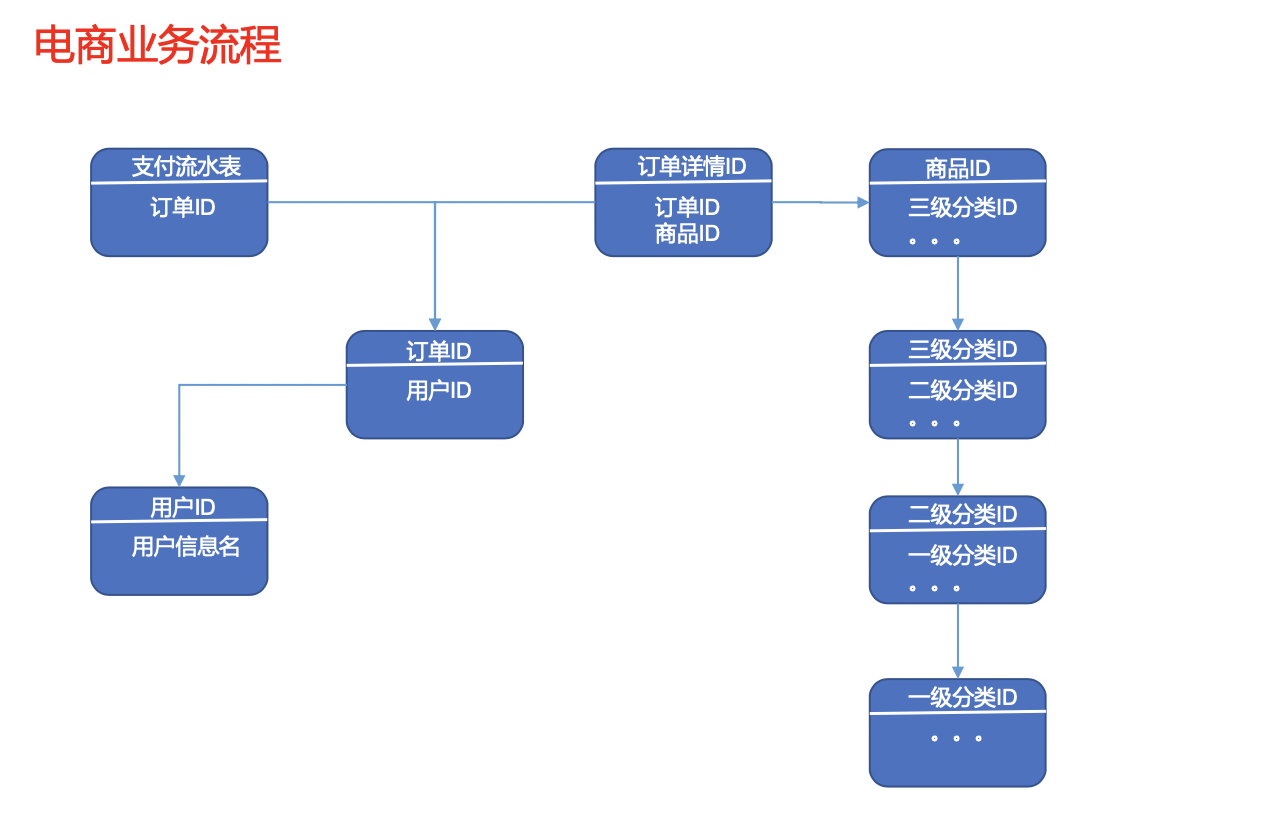 电商业务流程
支付流水表
订单ID
订单详情ID
订单ID
商品ID
商品ID
三级分类ID
。。。
订单ID
用户ID
三级分类ID
二级分类ID
。。。
用户ID
用户信息名
二级分类ID
一级分类ID
。。。
一级分类ID
。。。